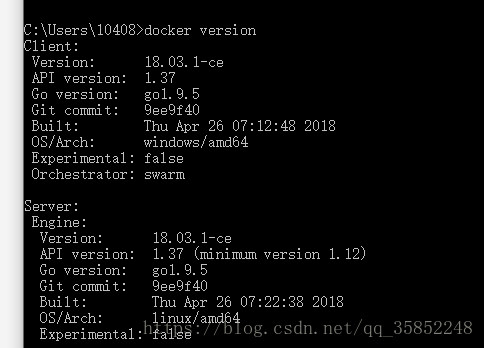 C:\Users\10408>docker version
Client:
Version: 18.03.1-ce
API version: 1.37
Go version: go1.9.5
Git commit: 9ee9f40
Built: Thu Apr 26 07:12:48 2018
OS/Arch: windows/amd64
Experimental: false
Orchestrator: swarm
Server:
Engine:
Version: 18.03.1-ce
API version: 1.37 (minimum version 1.12)
Go version: go1.9.5
Git commit: 9ee9f40
Built: Thu Apr 26 07:22:38 2018
OS/Arch: linux/amd64
Experimental: false
https://blog.csdn.net/qq_35852248